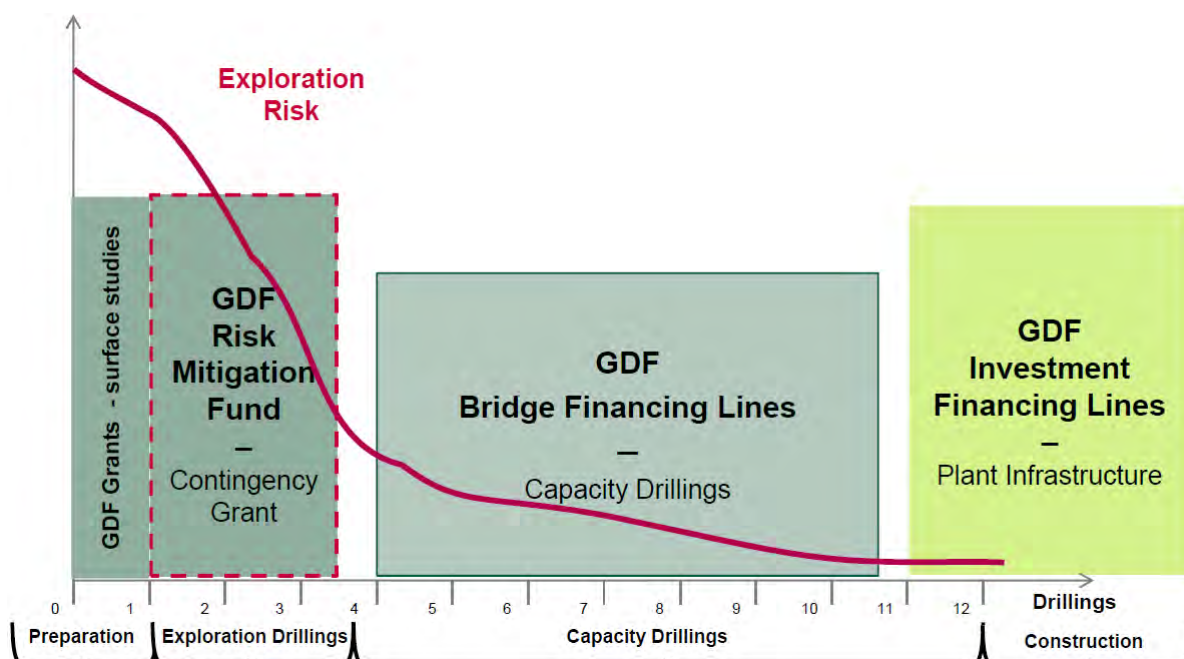 Exploration
Risk
GDF Grants - surface studies
GDF
Risk
Mitigation
Fund
–
Contingency
Grant
GDF
Bridge Financing Lines
–
Capacity Drillings
GDF
Investment
Financing Lines
–
Plant Infrastructure
0 1 2 3 4 5 6 7 8 9 10 11 12 Drillings
Preparation Exploration Drillings Capacity Drillings Construction